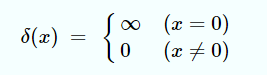 δ(x) = { ∞ (x = 0)
0 (x ≠ 0)